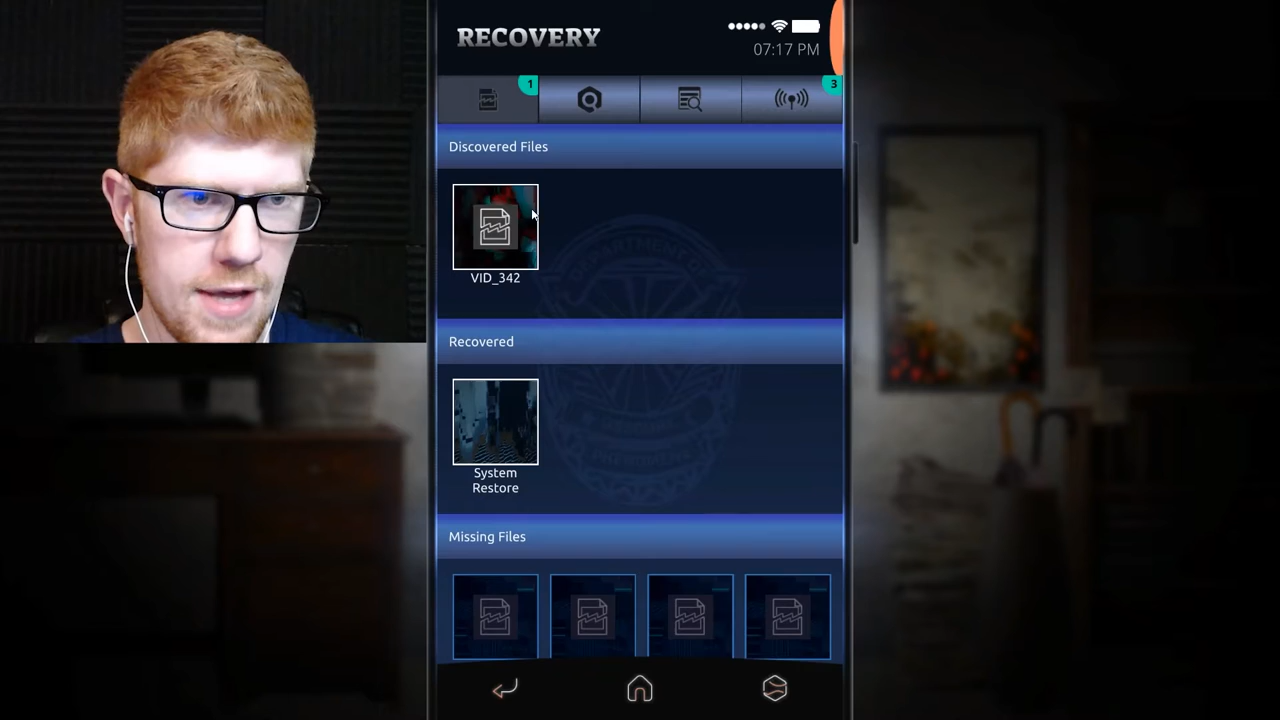 RECOVERY
07:17 PM
1
3
Discovered Files
VID_342
Recovered
System
Restore
Missing Files